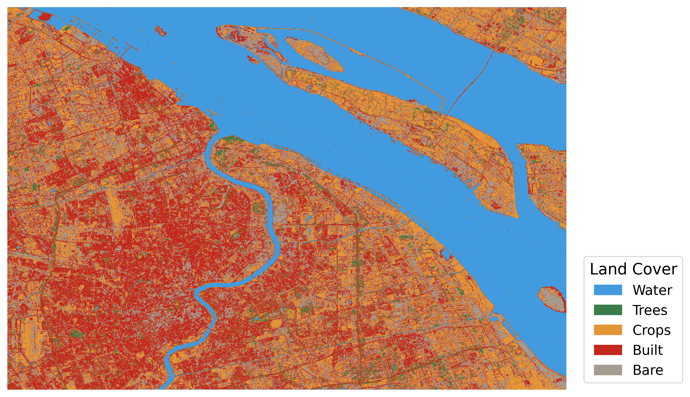 Land Cover
Water
Trees
Crops
Built
Bare